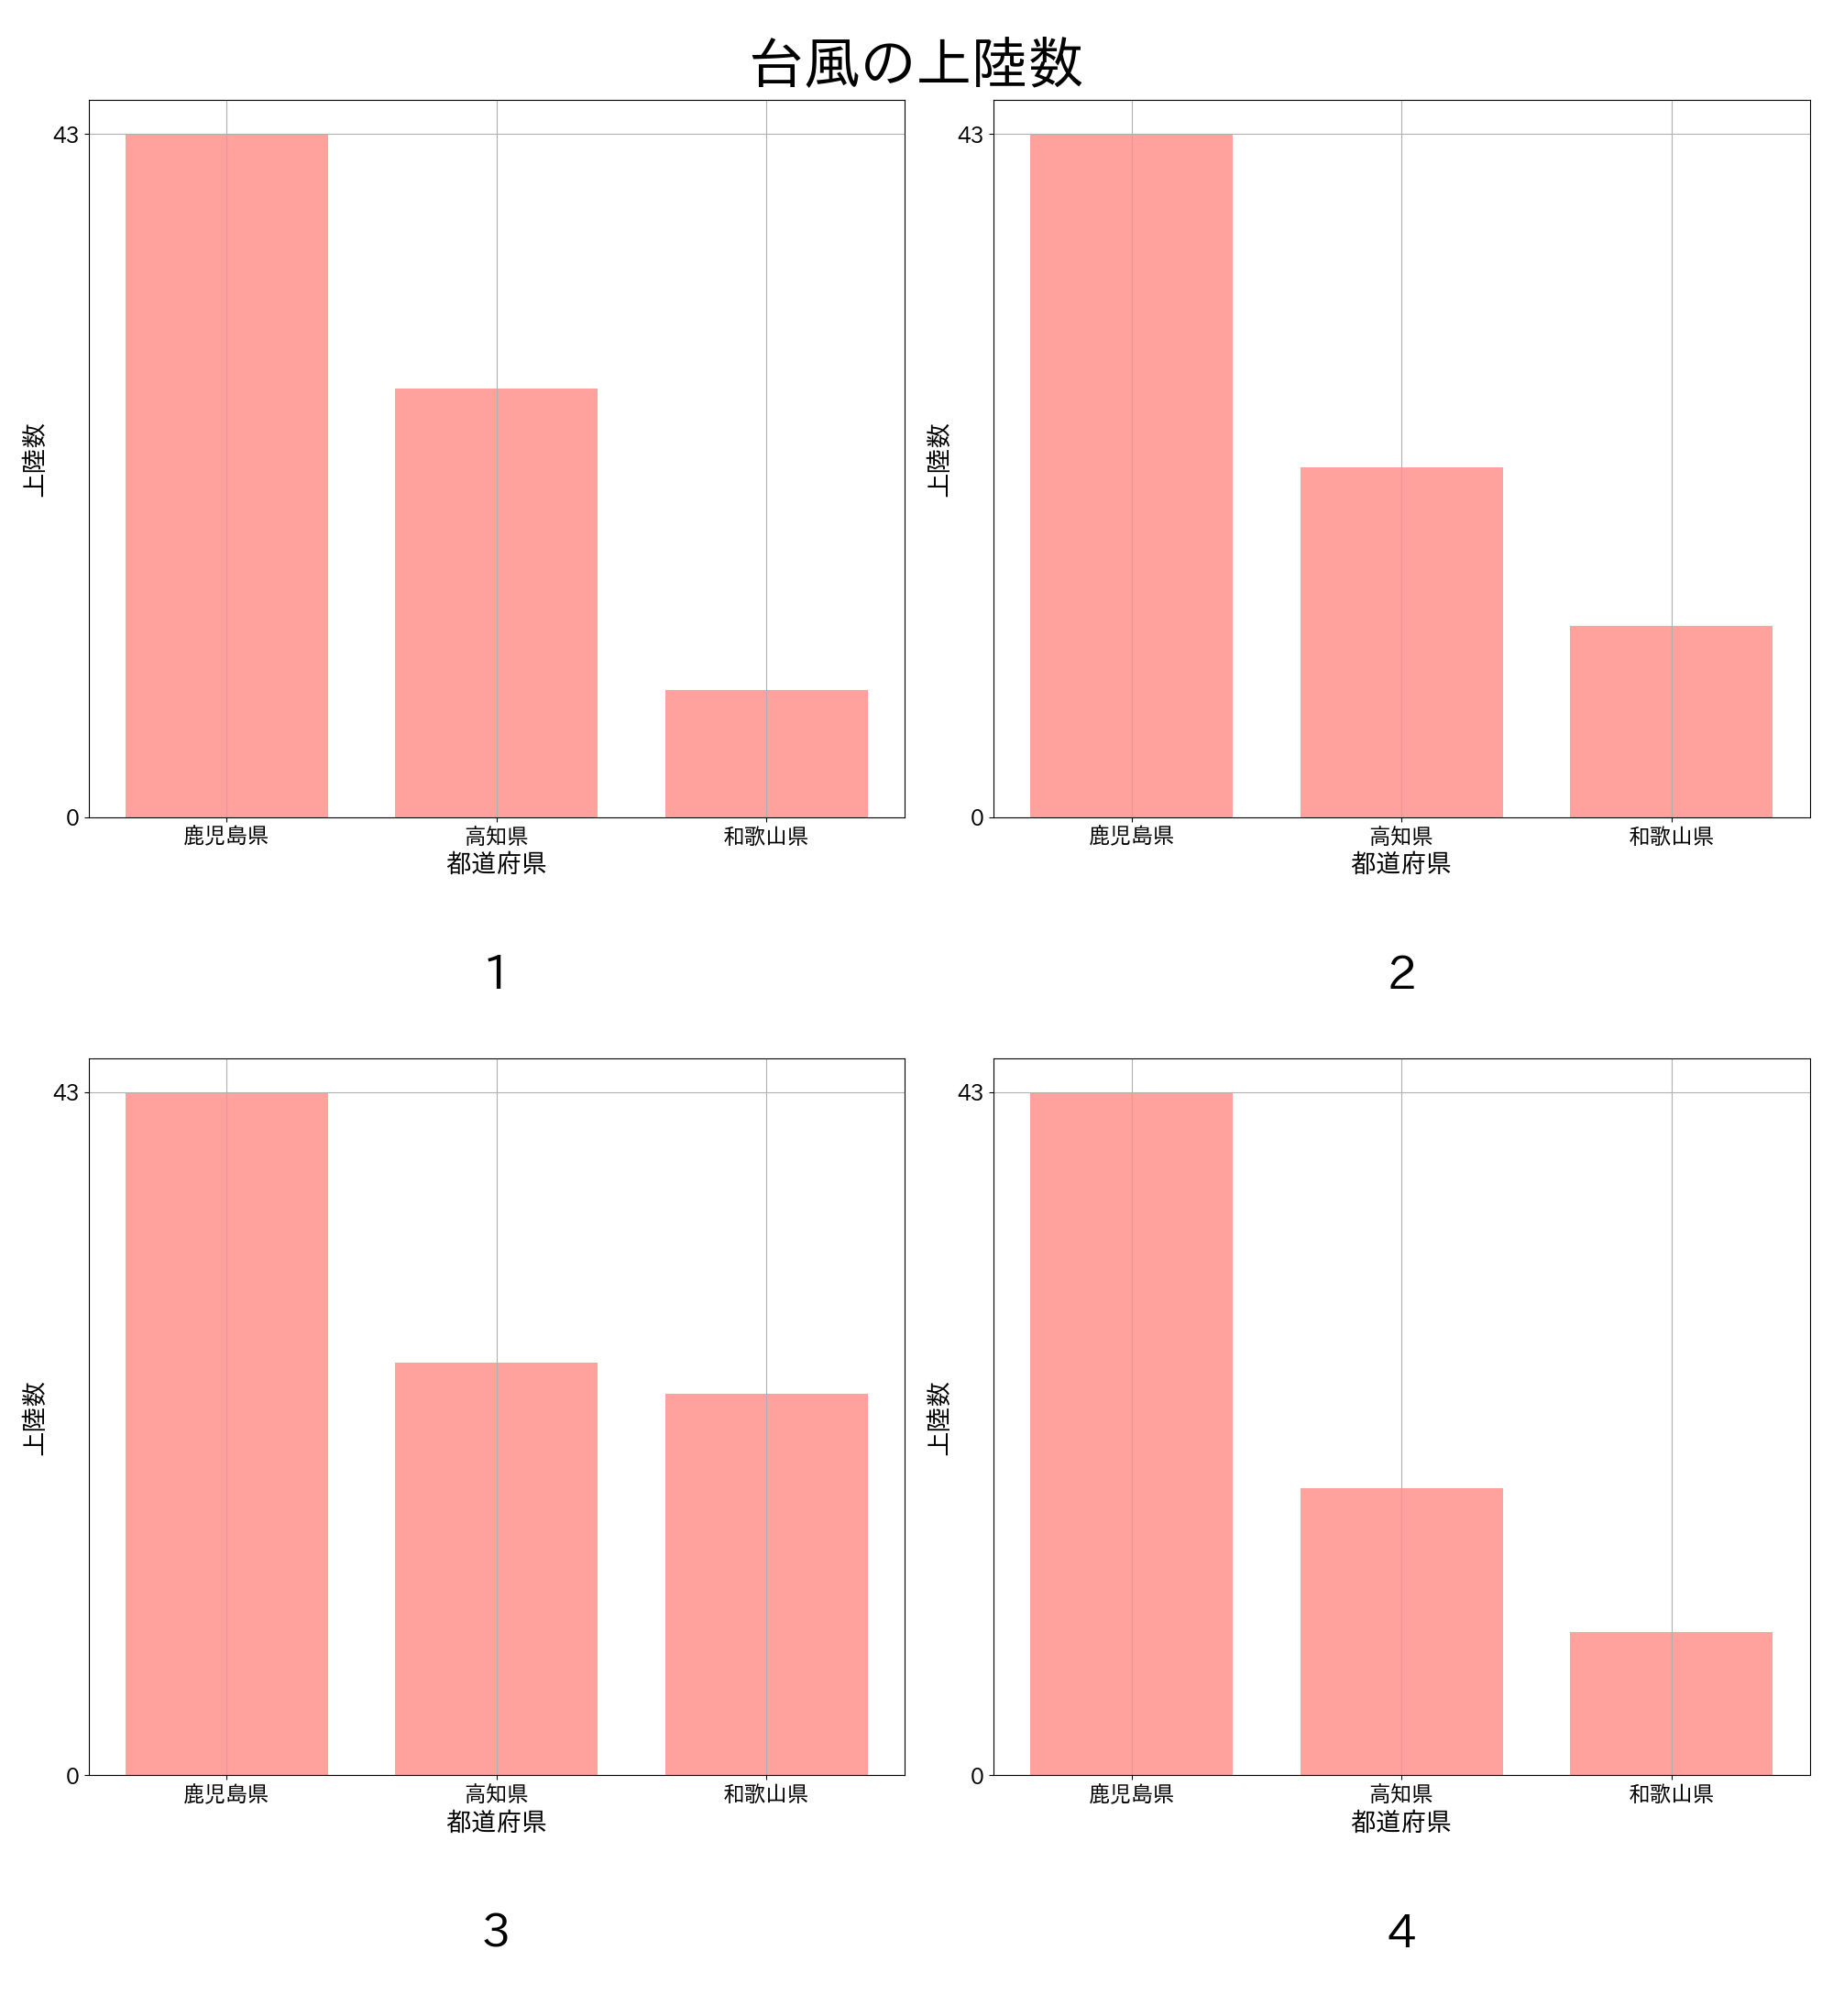 台風の上陸数
43
0
上陸数
鹿児島県 高知県 和歌山県
都道府県
1
43
0
上陸数
鹿児島県 高知県 和歌山県
都道府県
2
43
0
上陸数
鹿児島県 高知県 和歌山県
都道府県
3
43
0
上陸数
鹿児島県 高知県 和歌山県
都道府県
4